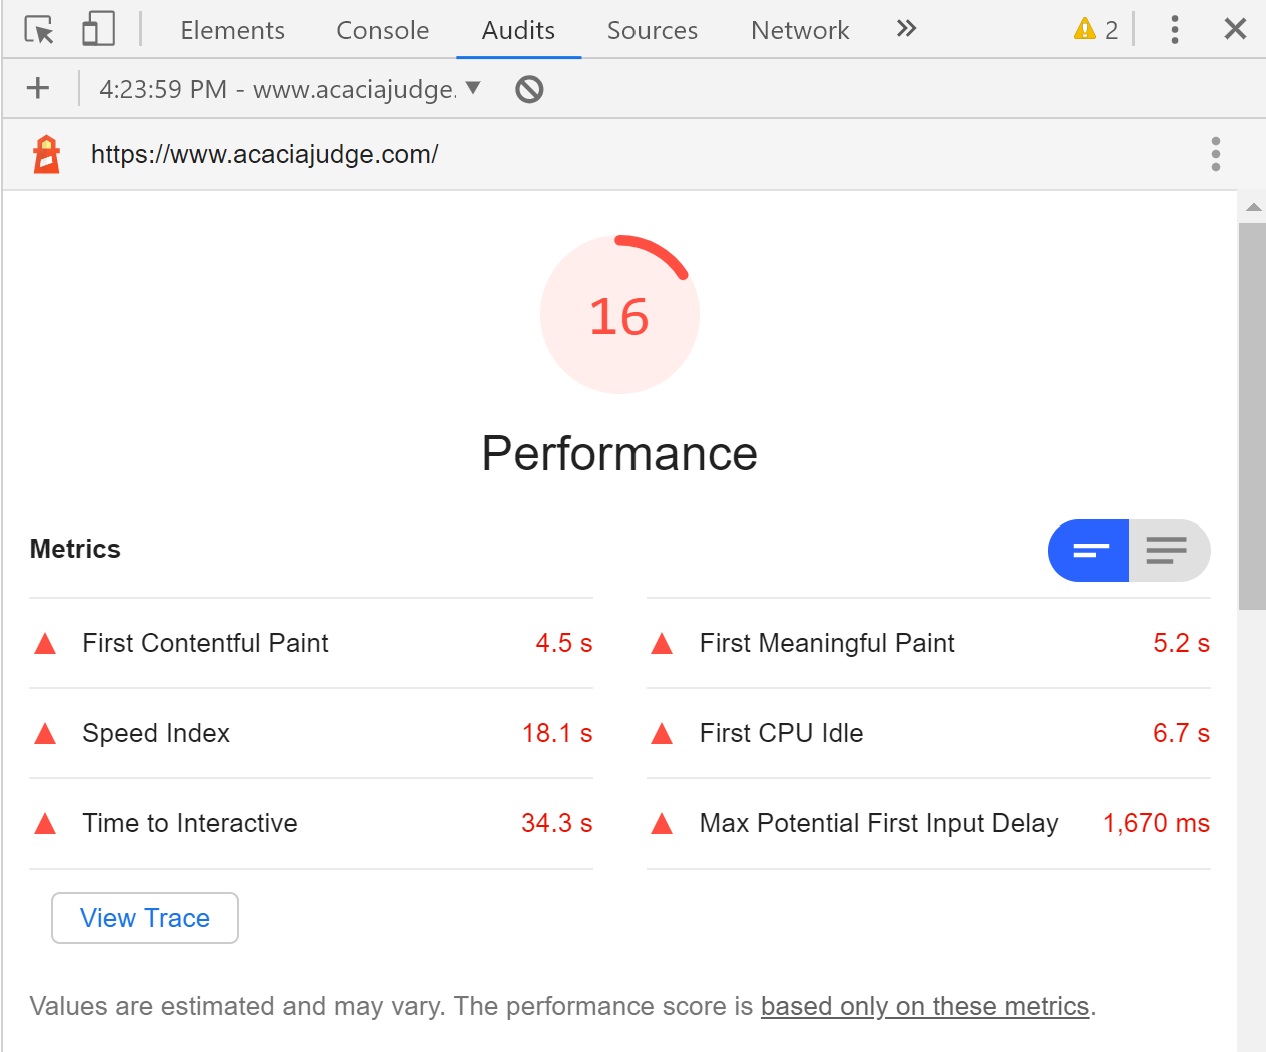 Elements Console Audits Sources Network 2
4:23:59 PM - www.acaciajudge.
https://www.acaciajudge.com/
16
Performance
Metrics
First Contentful Paint 4.5 s
First Meaningful Paint 5.2 s
Speed Index 18.1 s
First CPU Idle 6.7 s
Time to Interactive 34.3 s
Max Potential First Input Delay 1,670 ms
View Trace
Values are estimated and may vary. The performance score is based only on these metrics.